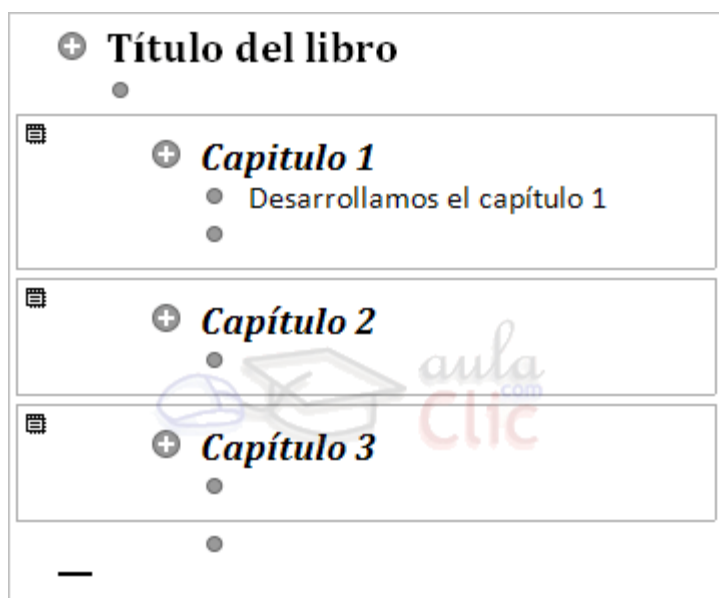 Título del libro
Capitulo 1
Desarrollamos el capítulo 1
Capítulo 2
aula
.com
Clic
Capítulo 3